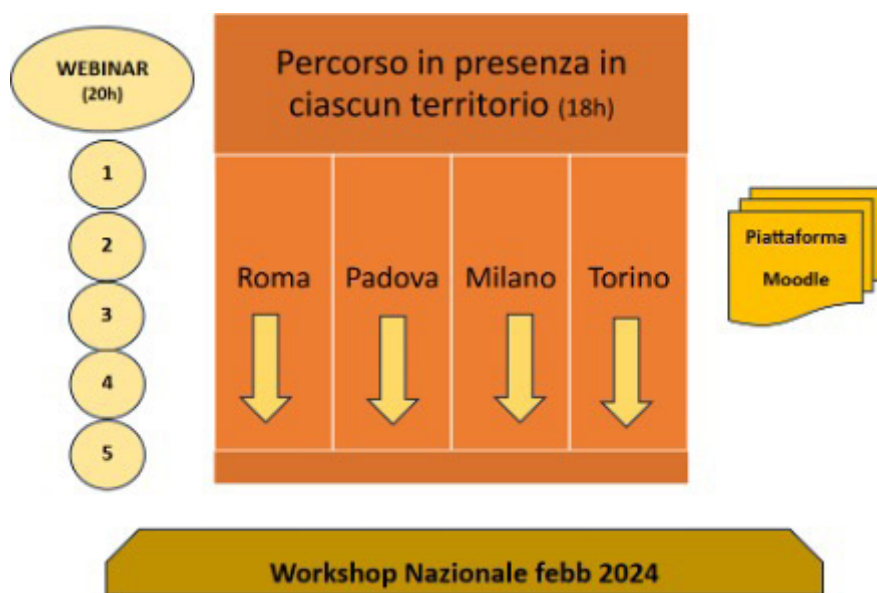 WEBINAR
(20h)
1
2
3
4
5
Percorso in presenza in
ciascun territorio (18h)
Roma
Padova
Milano
Torino
Piattaforma
Moodle
Workshop Nazionale febb 2024